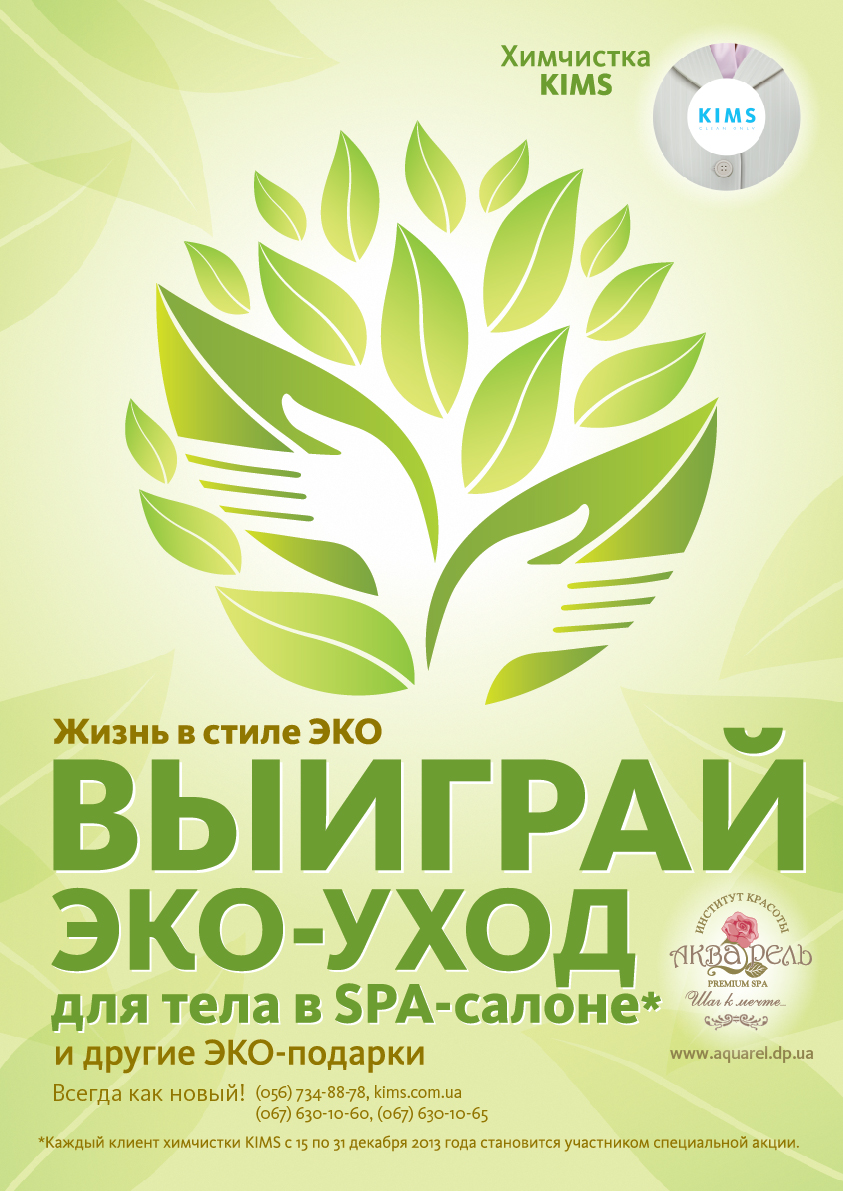 Химчистка
KIMS
KIMS
Жизнь в стиле ЭКО
ВЫИГРАЙ
ЭКО-УХОД
для тела в SPA-салоне*
и другие ЭКО-подарки
ИНСТИТУТ КРАСОТЫ
АКВАРЕЛЬ
PREMIUM SPA
Шаг к мечте...
www.aquarel.dp.ua
Всегда как новый! (056) 734-88-78, kims.com.ua
(067) 630-10-60, (067) 630-10-65
*Каждый клиент химчистки KIMS с 15 по 31 декабря 2013 года становится участником специальной акции.